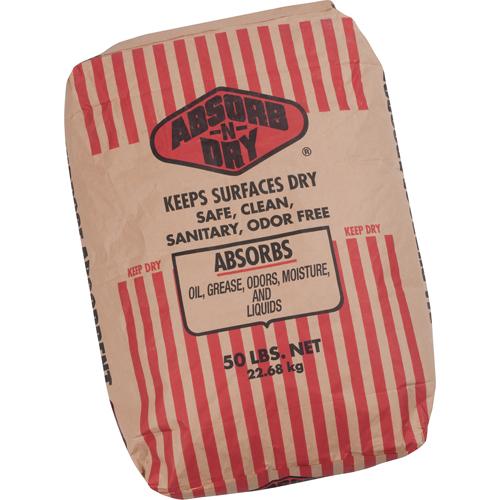 ABSORB
-N-
DRY
®
KEEPS SURFACES DRY
SAFE, CLEAN,
SANITARY, ODOR FREE
KEEP DRY
KEEP DRY
ABSORBS
OIL, GREASE, ODORS, MOISTURE,
AND
LIQUIDS
50 LBS. NET
22.68 kg